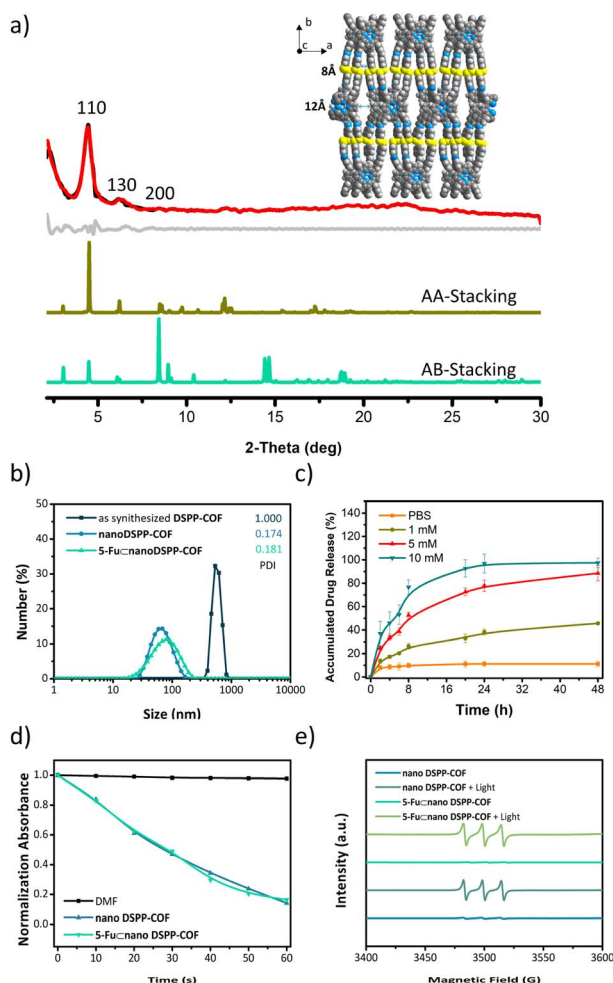 a)
b
c
a
8Å
12Å
110
130
200
AA-Stacking
AB-Stacking
5
10
15
20
25
30
2-Theta (deg)
b)
50
40
30
20
10
0
Number (%)
as synithesized DSPP-COF 1.000
nanoDSPP-COF 0.174
5-Fu⊂nanoDSPP-COF 0.181
PDI
1
10
100
1000
10000
Size (nm)
c)
140
120
100
80
60
40
20
0
Accumulated Drug Release (%)
PBS
1 mM
5 mM
10 mM
0
8
16
24
32
40
48
Time (h)
d)
1.0
0.8
0.6
0.4
0.2
0.0
Normalization Absorbance
DMF
nano DSPP-COF
5-Fu⊂nano DSPP-COF
0
10
20
30
40
50
60
Time (s)
e)
Intensity (a.u.)
nano DSPP-COF
nano DSPP-COF + Light
5-Fu⊂nano DSPP-COF
5-Fu⊂nano DSPP-COF + Light
3400
3450
3500
3550
3600
Magnetic Field (G)